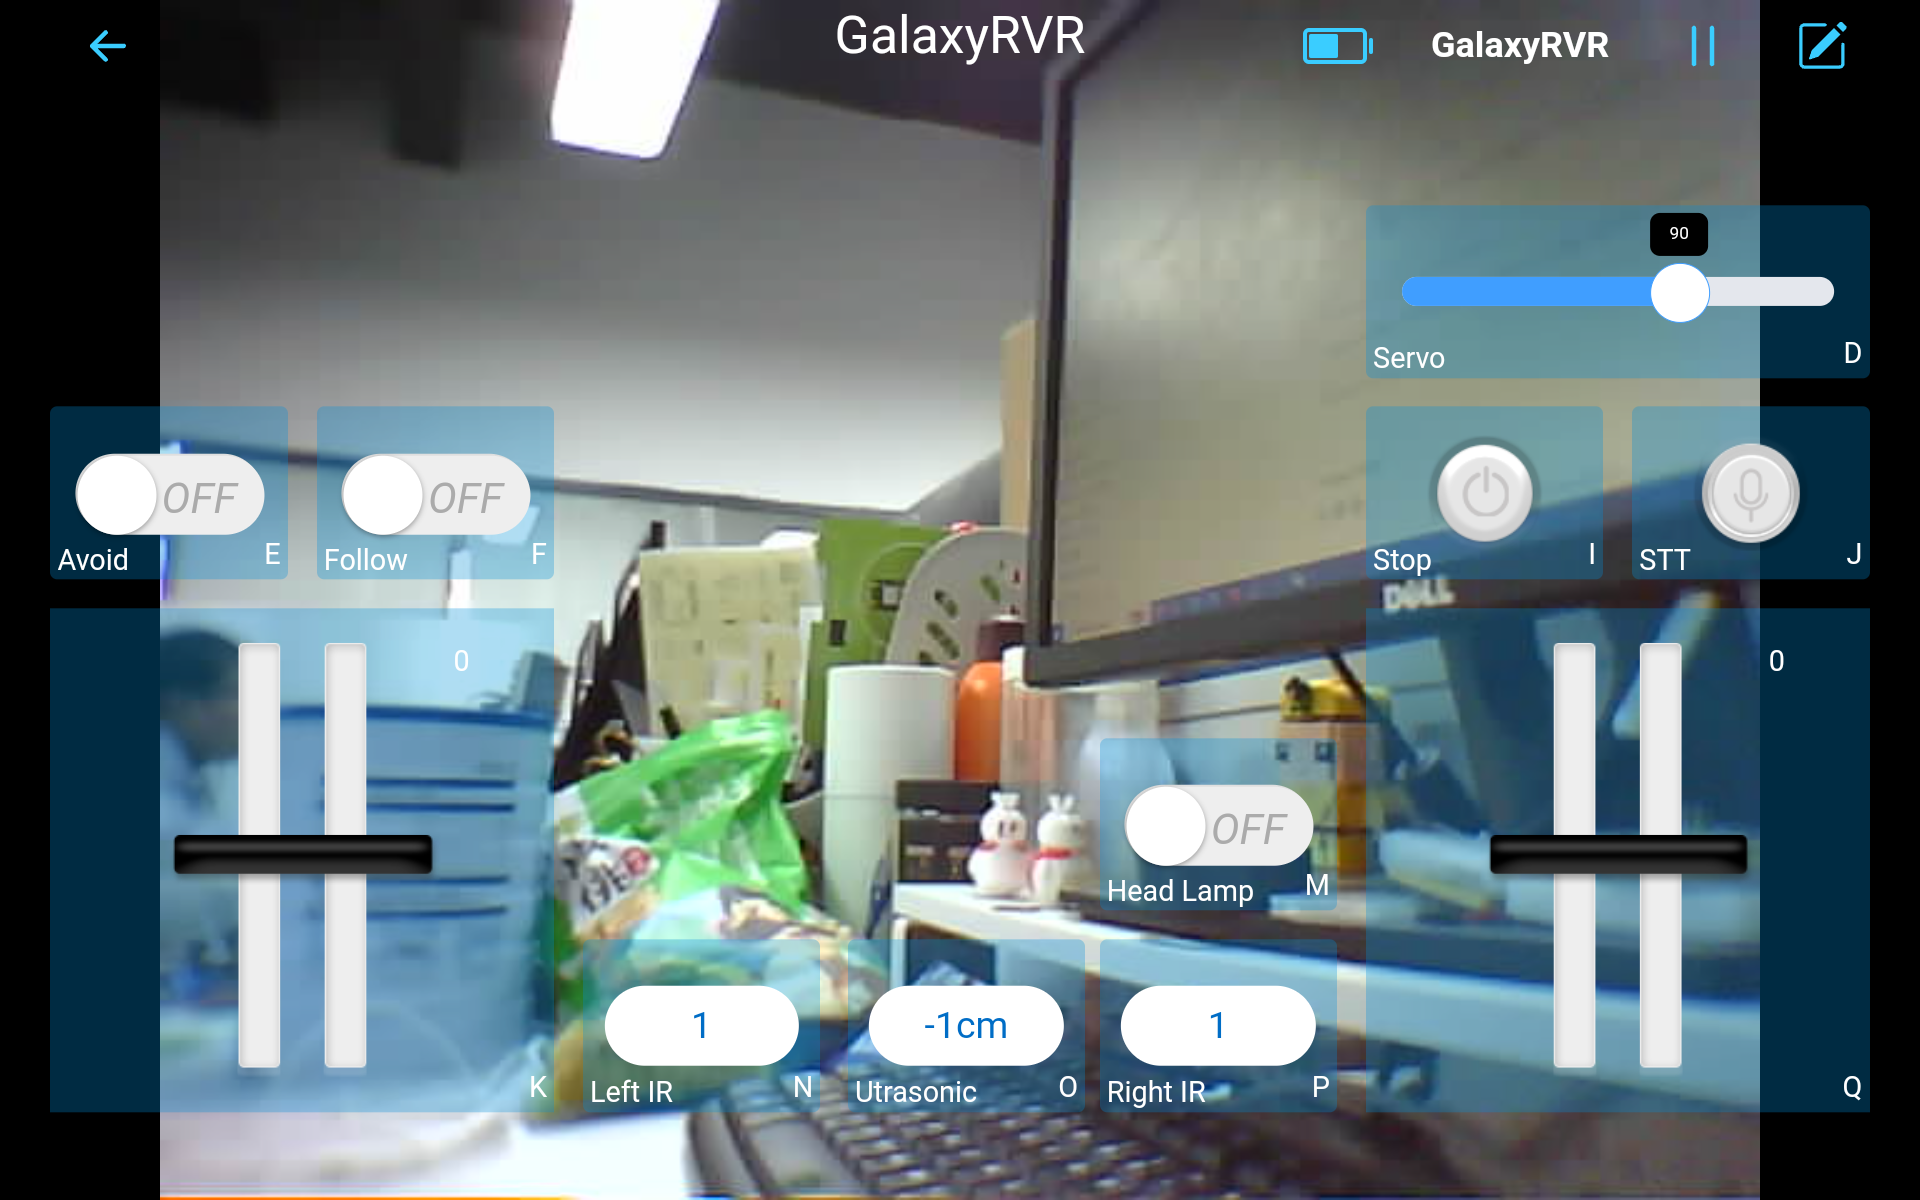 GalaxyRVR
GalaxyRVR
90
Servo
D
OFF
Avoid
E
OFF
Follow
F
Stop
I
STT
J
DELL
0
K
0
Q
OFF
Head Lamp
M
1
Left IR
N
-1cm
Utrasonic
O
1
Right IR
P